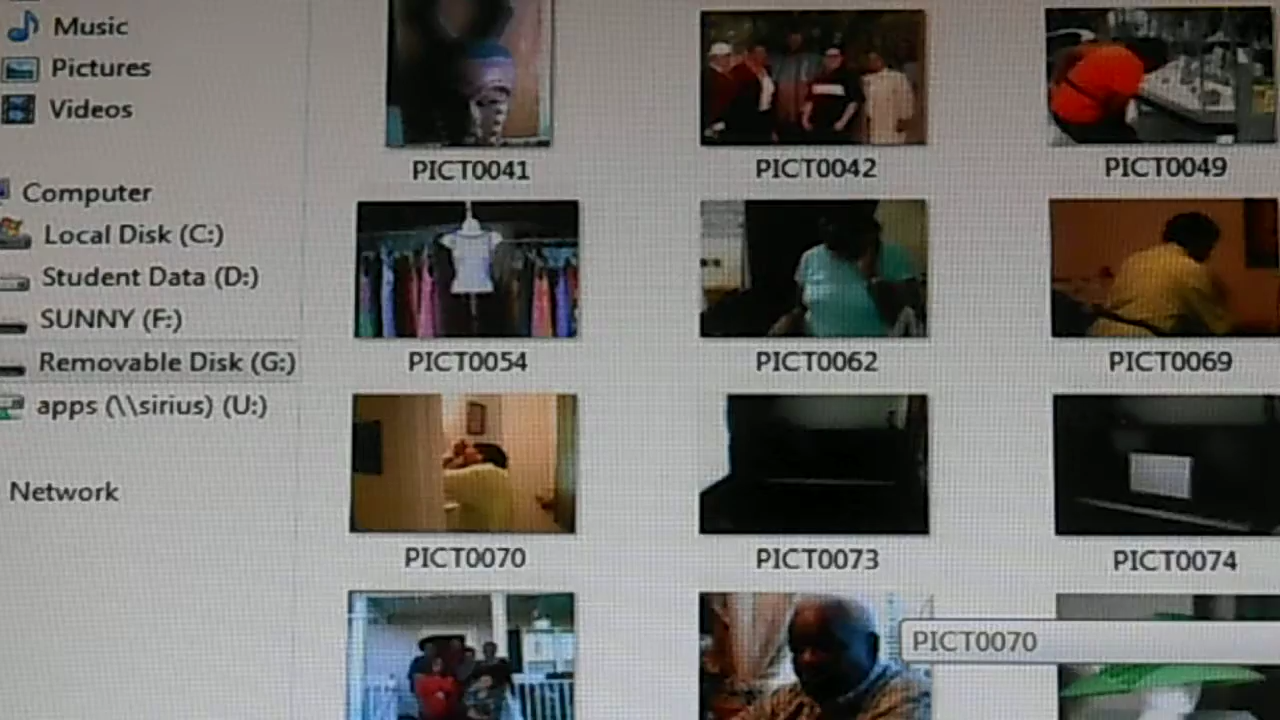 Music
Pictures
Videos
Computer
Local Disk (C:)
Student Data (D:)
SUNNY (F:)
Removable Disk (G:)
apps (\\sirius) (U:)
Network
PICT0041
PICT0042
PICT0049
PICT0054
PICT0062
PICT0069
PICT0070
PICT0073
PICT0074
PICT0070